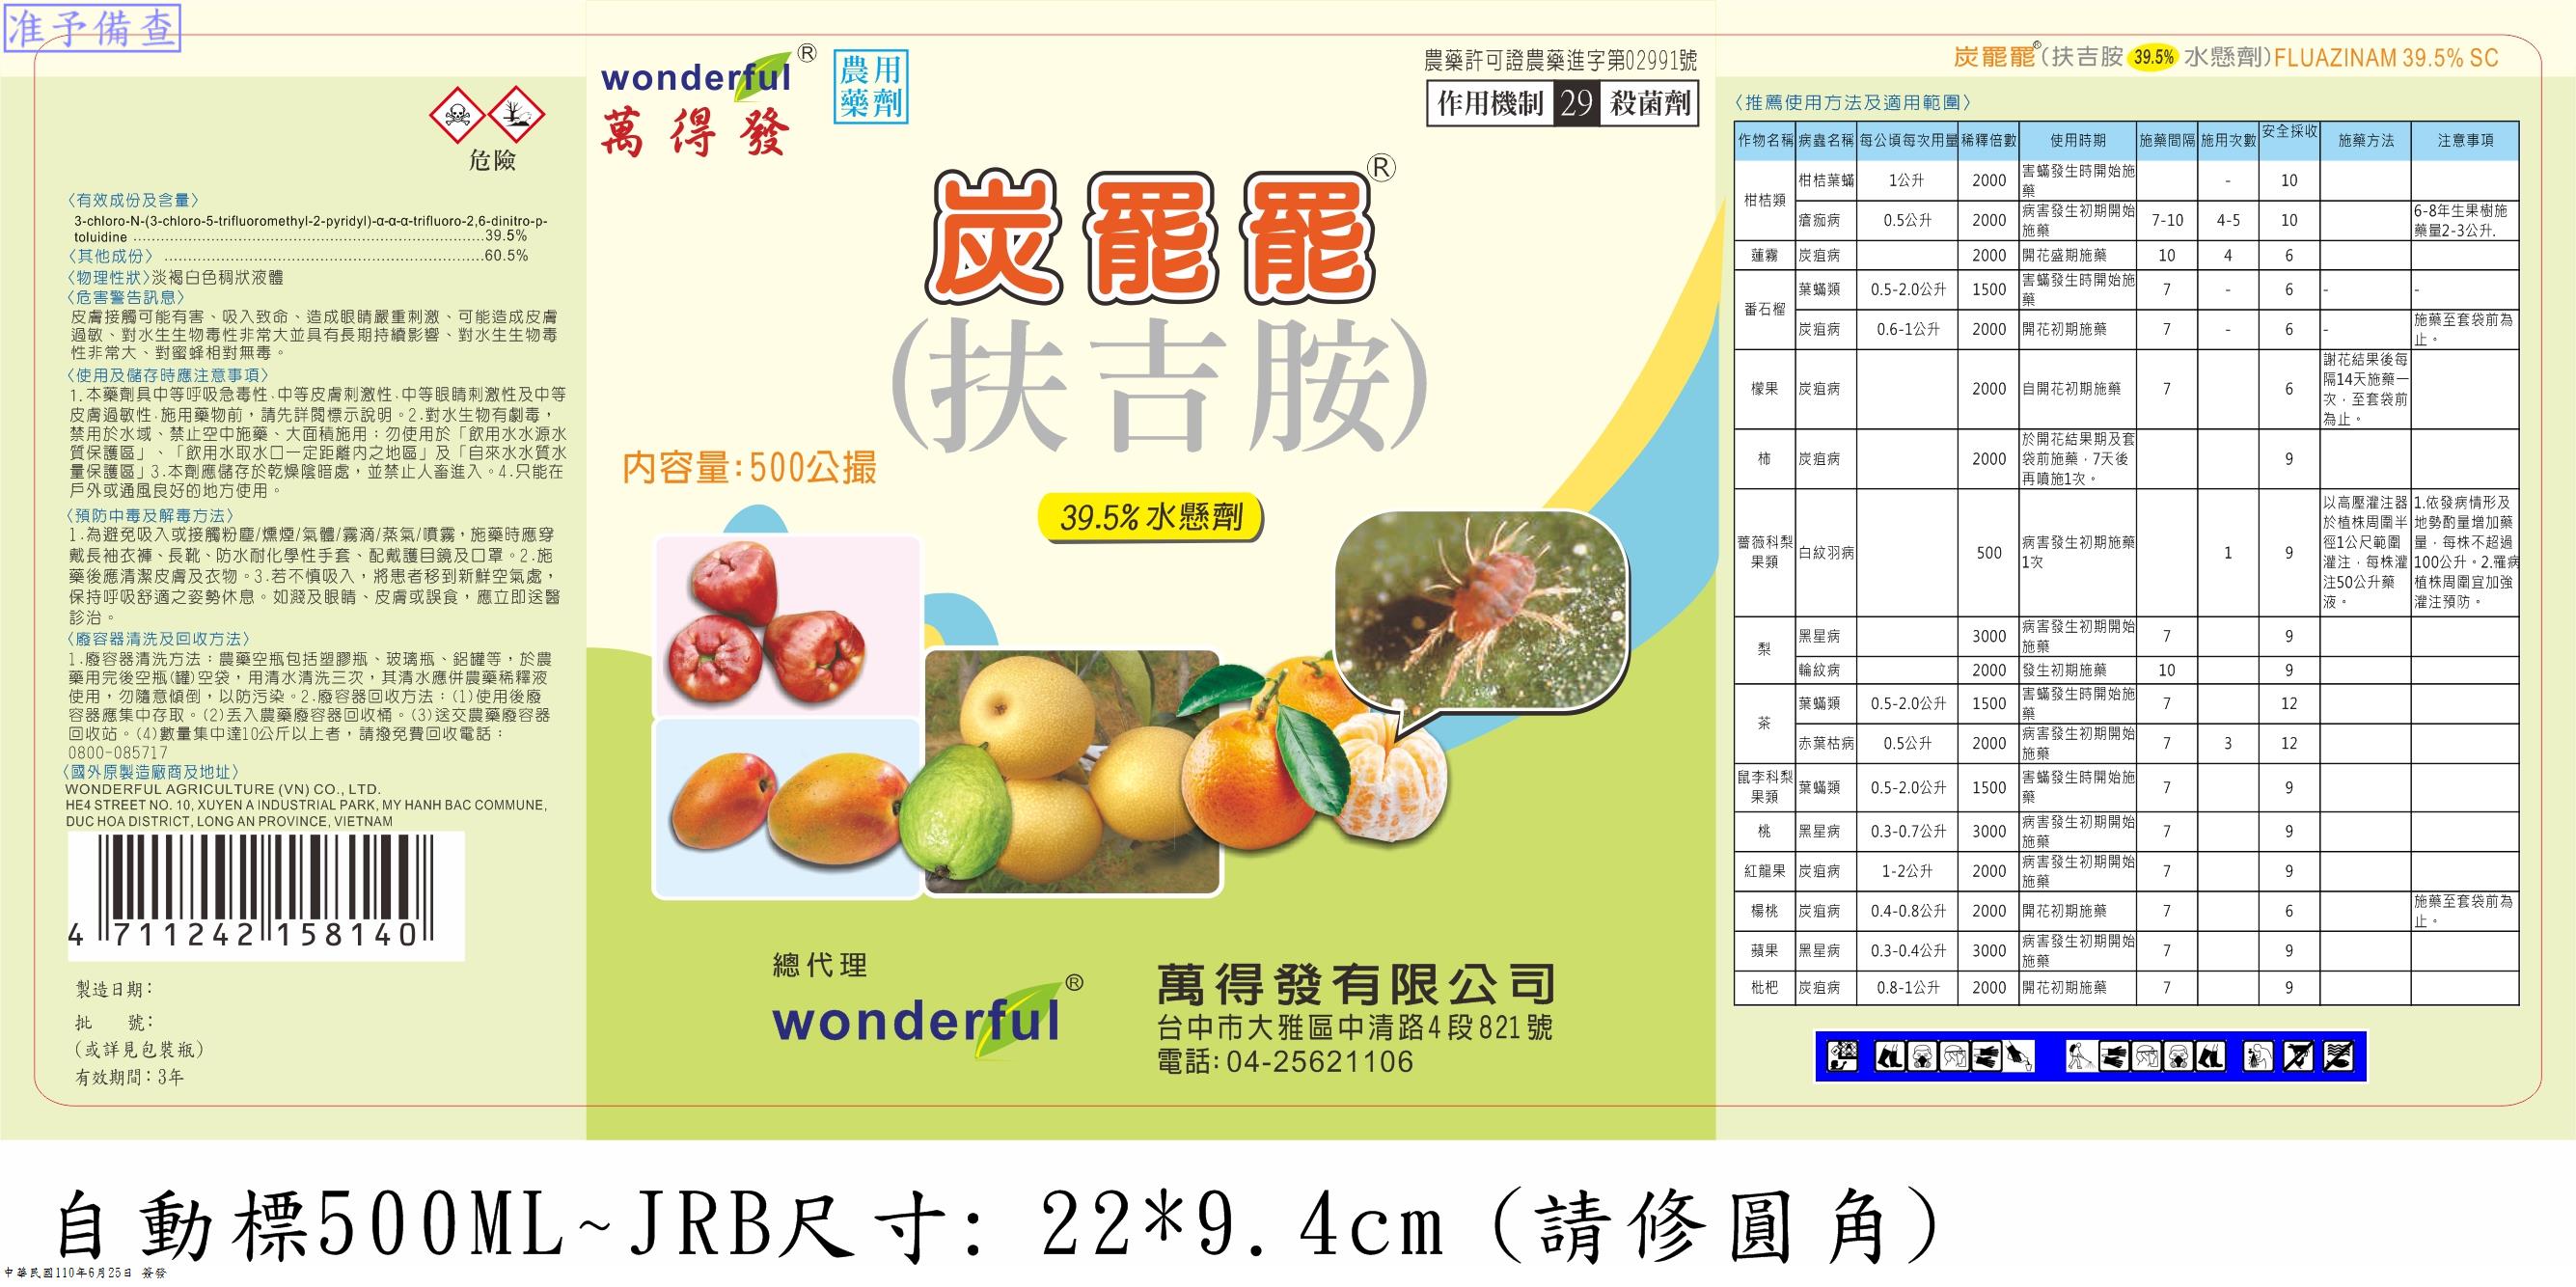 准予備查
危險
〈有效成份及含量〉
3-chloro-N-(3-chloro-5-trifluoromethyl-2-pyridyl)-α-α-α-trifluoro-2,6-dinitro-p-
toluidine ........................................................................39.5%
〈其他成份〉 ..................................................................60.5%
〈物理性狀〉淡褐白色稠狀液體
〈危害警告訊息〉
皮膚接觸可能有害、吸入致命、造成眼睛嚴重刺激、可能造成皮膚
過敏、對水生生物毒性非常大並具有長期持續影響、對水生生物毒
性非常大、對蜜蜂相對無毒。
〈使用及儲存時應注意事項〉
1.本藥劑具中等呼吸急毒性､中等皮膚刺激性､中等眼睛刺激性及中等
皮膚過敏性､施用藥物前，請先詳閱標示說明。2.對水生物有劇毒，
禁用於水域、禁止空中施藥、大面積施用；勿使用於「飲用水水源水
質保護區」、「飲用水取水口一定距離內之地區」及「自來水水質水
量保護區」3.本劑應儲存於乾燥陰暗處，並禁止人畜進入。4.只能在
戶外或通風良好的地方使用。
〈預防中毒及解毒方法〉
1.為避免吸入或接觸粉塵/燻煙/氣體/霧滴/蒸氣/噴霧，施藥時應穿
戴長袖衣褲、長靴、防水耐化學性手套、配戴護目鏡及口罩。2.施
藥後應清潔皮膚及衣物。3.若不慎吸入，將患者移到新鮮空氣處，
保持呼吸舒適之姿勢休息。如濺及眼睛、皮膚或誤食，應立即送醫
診治。
〈廢容器清洗及回收方法〉
1.廢容器清洗方法：農藥空瓶包括塑膠瓶、玻璃瓶、鋁罐等，於農
藥用完後空瓶(罐)空袋，用清水清洗三次，其清水應併農藥稀釋液
使用，勿隨意傾倒，以防污染。2.廢容器回收方法：(1)使用後廢
容器應集中存取。(2)丟入農藥廢容器回收桶。(3)送交農藥廢容器
回收站。(4)數量集中達10公斤以上者，請撥免費回收電話：
0800-085717
〈國外原製造廠商及地址〉
WONDERFUL AGRICULTURE (VN) CO., LTD.
HE4 STREET NO. 10, XUYEN A INDUSTRIAL PARK, MY HANH BAC COMMUNE,
DUC HOA DISTRICT, LONG AN PROVINCE, VIETNAM
4 711242 158140
製造日期：
批　　號：
(或詳見包裝瓶)
有效期間：3年
wonderful®
萬得發
農用
藥劑
農藥許可證農藥進字第02991號
作用機制 29 殺菌劑
炭罷罷®
(扶吉胺)
內容量：500公撮
39.5%水懸劑
總代理
wonderful®
萬得發有限公司
台中市大雅區中清路4段821號
電話：04-25621106
炭罷罷®(扶吉胺 39.5% 水懸劑)FLUAZINAM 39.5% SC
〈推薦使用方法及適用範圍〉
作物名稱 病蟲名稱 每公頃每次用量 稀釋倍數 使用時期 施藥間隔 施用次數 安全採收 施藥方法 注意事項
柑桔類 柑桔葉蟎 1公升 2000 害蟎發生時開始施藥 - 10
瘡痂病 0.5公升 2000 病害發生初期開始施藥 7-10 4-5 10 6-8年生果樹施藥量2-3公升.
蓮霧 炭疽病 2000 開花盛期施藥 10 4 6
番石榴 葉蟎類 0.5-2.0公升 1500 害蟎發生時開始施藥 7 - 6 - -
炭疽病 0.6-1公升 2000 開花初期施藥 7 - 6 - 施藥至套袋前為止。
檬果 炭疽病 2000 自開花初期施藥 7 6 謝花結果後每隔14天施藥一次，至套袋前為止。
柿 炭疽病 2000 於開花結果期及套袋前施藥，7天後再噴施1次。 9
薔薇科梨果類 白紋羽病 500 病害發生初期施藥1次 1 9 以高壓灌注器於植株周圍半徑1公尺範圍灌注，每株灌注50公升藥液。 1.依發病情形及地勢酌量增加藥量，每株不超過100公升。2.罹病植株周圍宜加強灌注預防。
梨 黑星病 3000 病害發生初期開始施藥 7 9
輪紋病 2000 發生初期施藥 10 9
茶 葉蟎類 0.5-2.0公升 1500 害蟎發生時開始施藥 7 12
赤葉枯病 0.5公升 2000 病害發生初期開始施藥 7 3 12
鼠李科梨果類 葉蟎類 0.5-2.0公升 1500 害蟎發生時開始施藥 7 9
桃 黑星病 0.3-0.7公升 3000 病害發生初期開始施藥 7 9
紅龍果 炭疽病 1-2公升 2000 病害發生初期開始施藥 7 9
楊桃 炭疽病 0.4-0.8公升 2000 開花初期施藥 7 6 施藥至套袋前為止。
蘋果 黑星病 0.3-0.4公升 3000 病害發生初期開始施藥 7 9
枇杷 炭疽病 0.8-1公升 2000 開花初期施藥 7 9
自動標500ML~JRB尺寸: 22*9.4cm (請修圓角)
中華民國110年6月25日 簽發